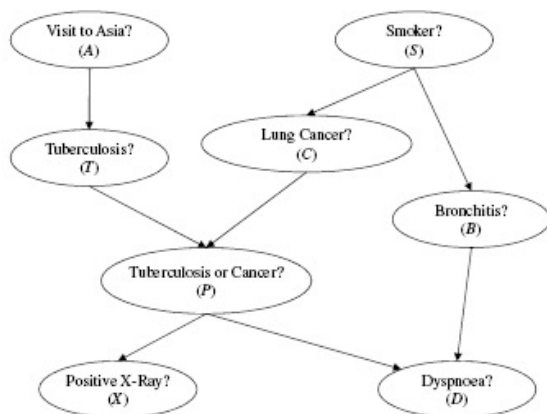 Visit to Asia?
(A)
Smoker?
(S)
Lung Cancer?
(C)
Tuberculosis?
(T)
Bronchitis?
(B)
Tuberculosis or Cancer?
(P)
Positive X-Ray?
(X)
Dyspnoea?
(D)